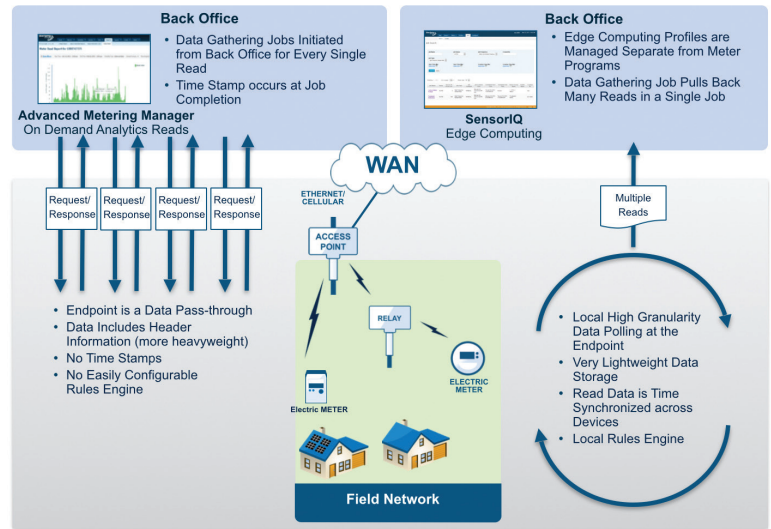 Back Office
• Data Gathering Jobs Initiated
from Back Office for Every Single
Read
• Time Stamp occurs at Job
Completion
Advanced Metering Manager
On Demand Analytics Reads
Back Office
• Edge Computing Profiles are
Managed Separate from Meter
Programs
• Data Gathering Job Pulls Back
Many Reads in a Single Job
SensorIQ
Edge Computing
Request/
Response
Request/
Response
Request/
Response
Request/
Response
WAN
ETHERNET/
CELLULAR
ACCESS
POINT
RELAY
ELECTRIC
METER
Electric METER
Field Network
Multiple
Reads
• Endpoint is a Data Pass-through
• Data Includes Header
Information (more heavyweight)
• No Time Stamps
• No Easily Configurable
Rules Engine
• Local High Granularity
Data Polling at the
Endpoint
• Very Lightweight Data
Storage
• Read Data is Time
Synchronized across
Devices
• Local Rules Engine